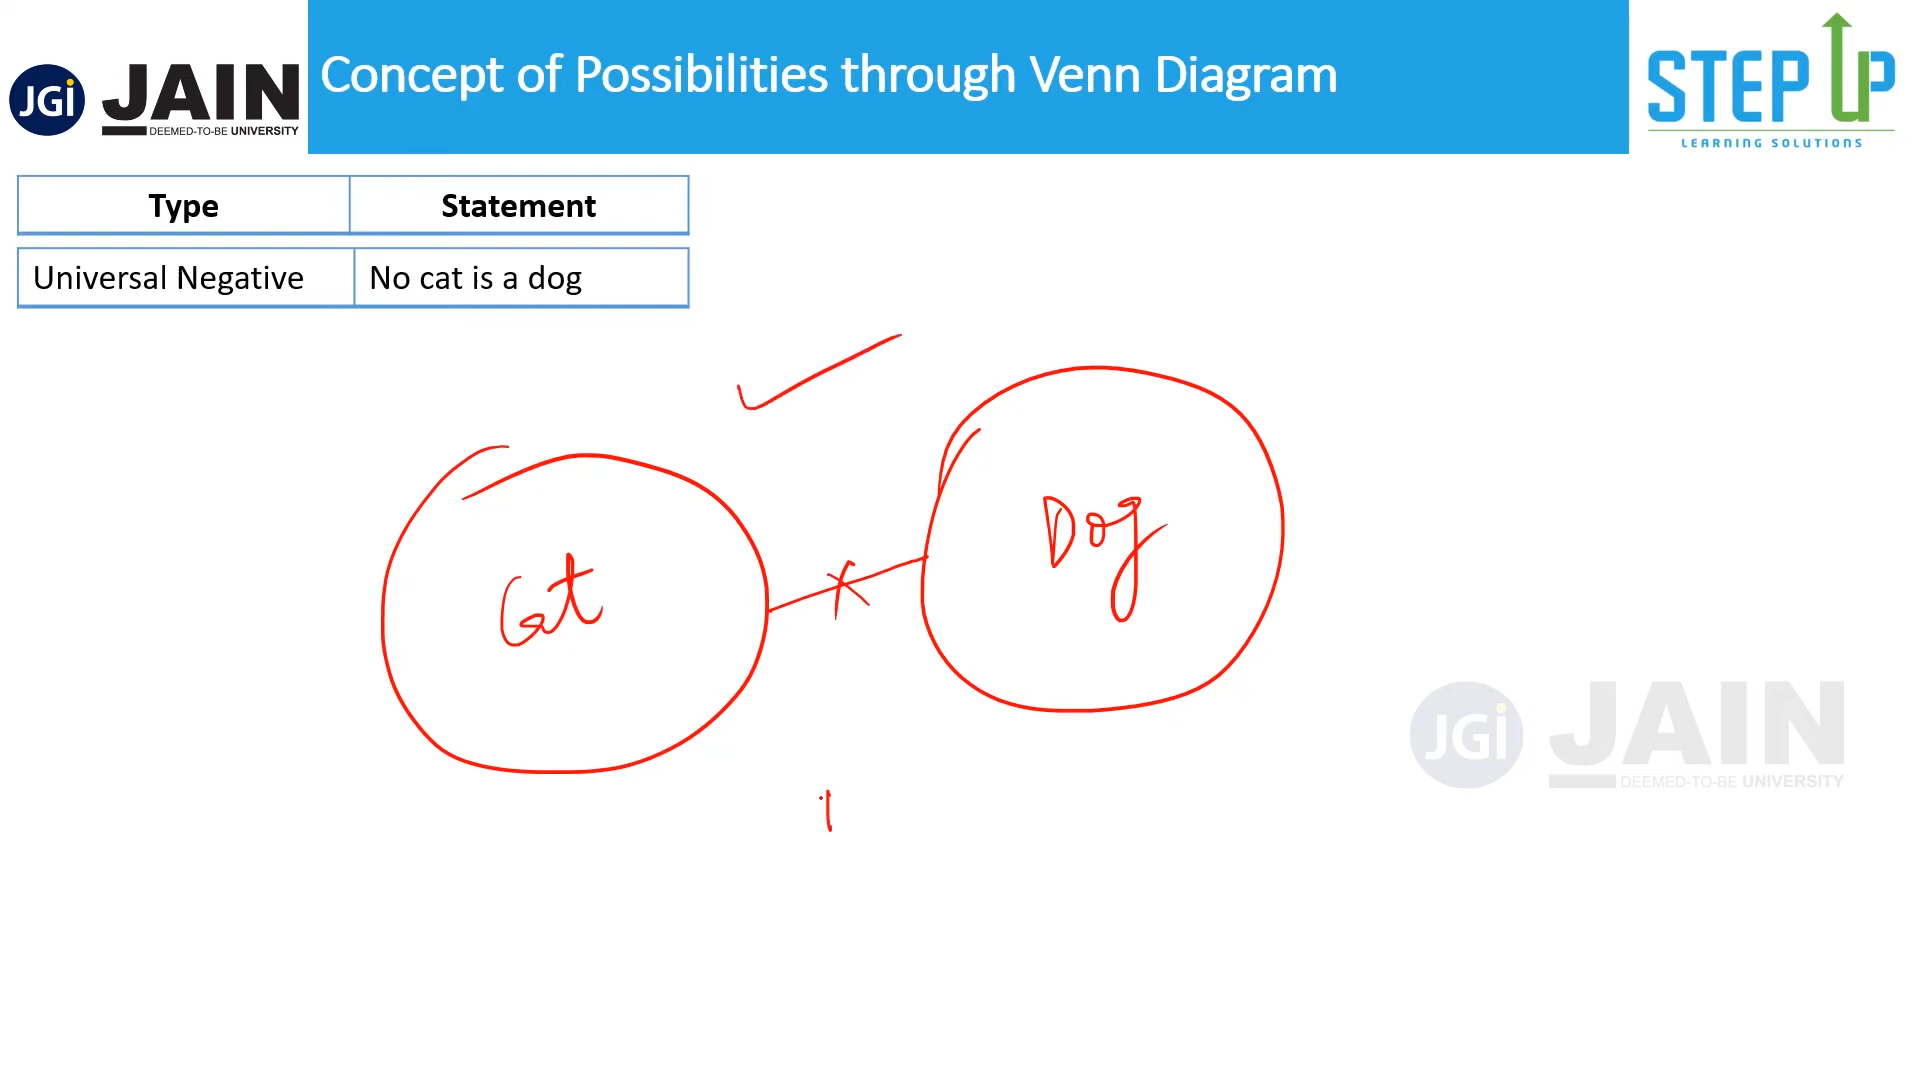 JGi JAIN
DEEMED-TO-BE UNIVERSITY
Concept of Possibilities through Venn Diagram
STEP UP
LEARNING SOLUTIONS
Type Statement
Universal Negative No cat is a dog
Cat
Dog
JGi JAIN
DEEMED-TO-BE UNIVERSITY